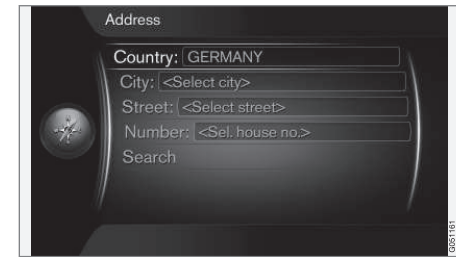 Address
Country: GERMANY
City: <Select city>
Street: <Select street>
Number: <Sel. house no.>
Search
G051161